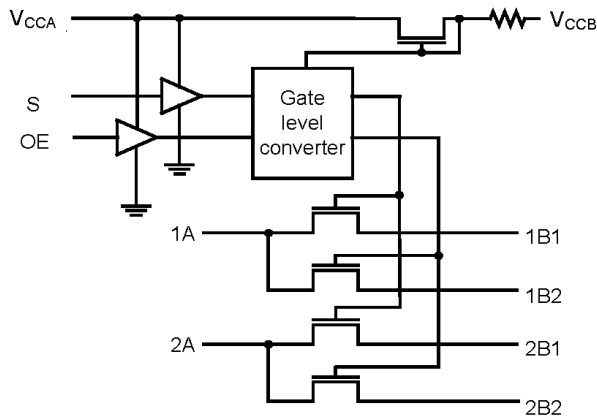 VCCA
VCCB
S
OE
Gate
level
converter
1A
1B1
1B2
2A
2B1
2B2